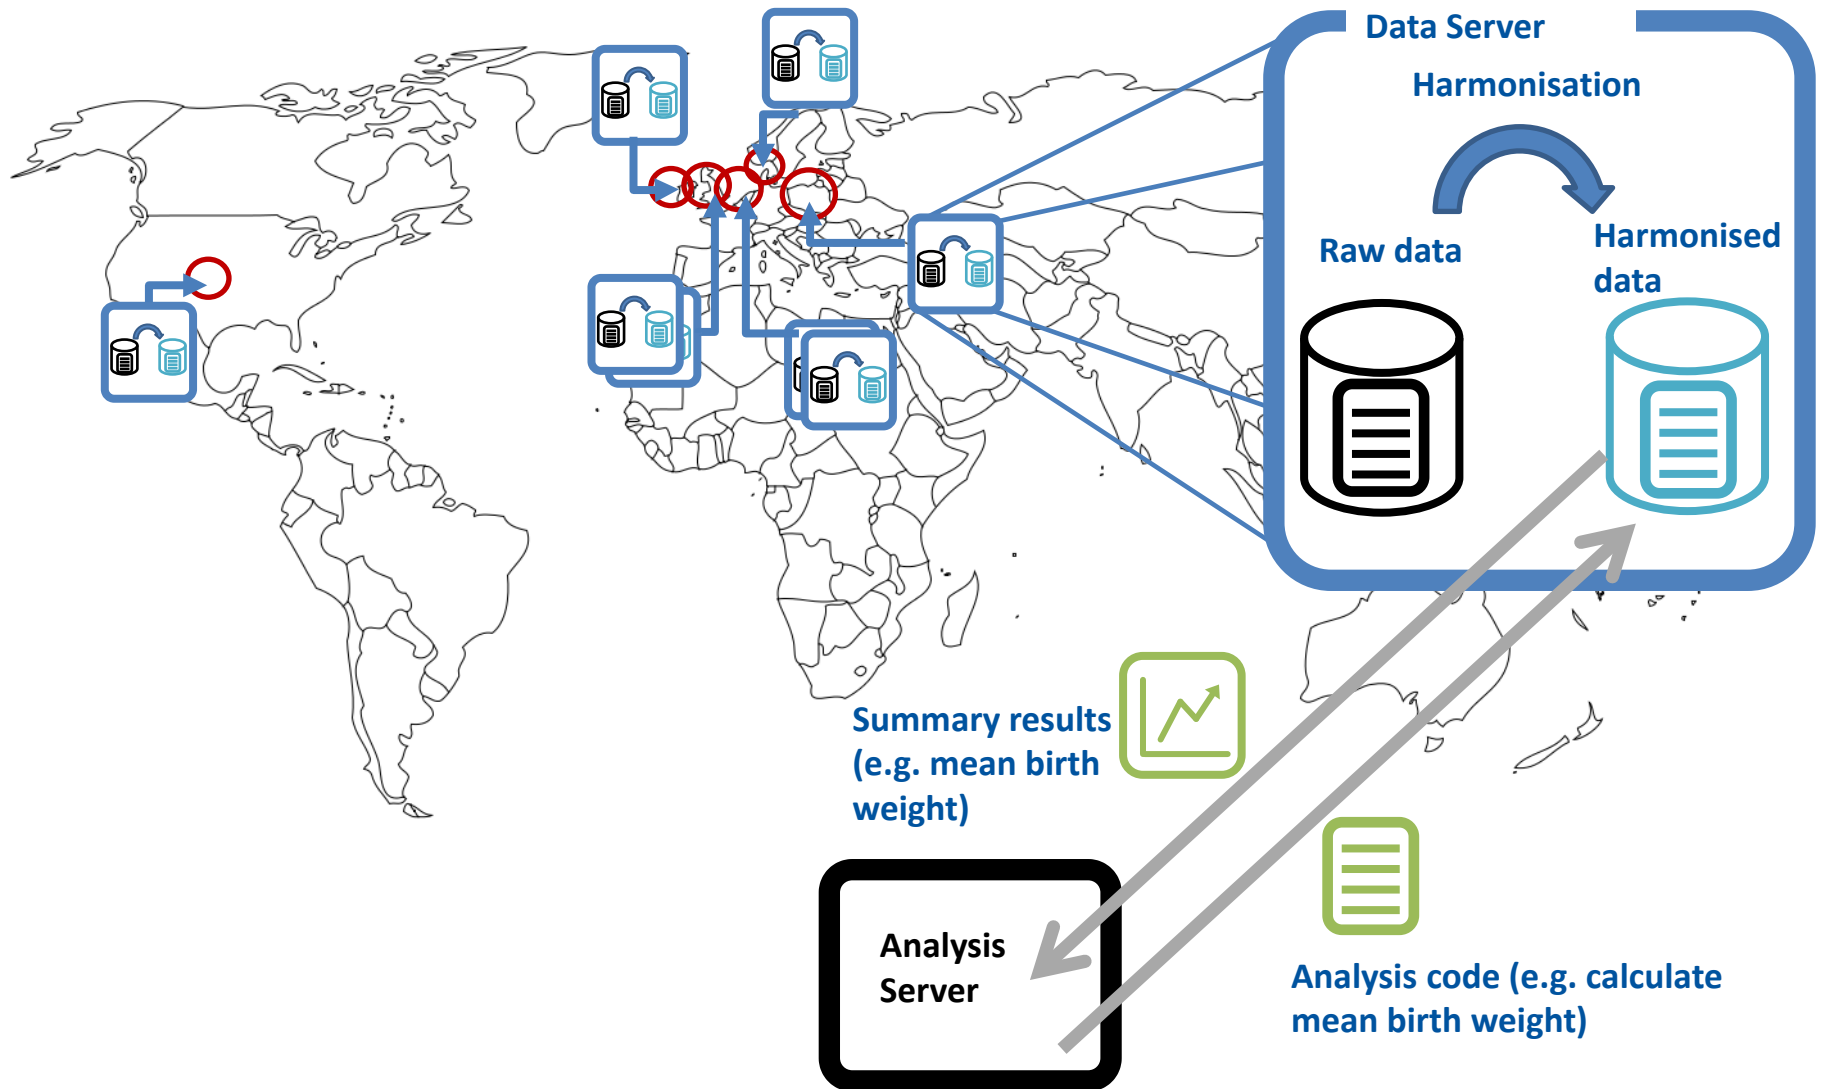 Data Server
Harmonisation
Raw data
Harmonised
data
Summary results
(e.g. mean birth
weight)
Analysis
Server
Analysis code (e.g. calculate
mean birth weight)